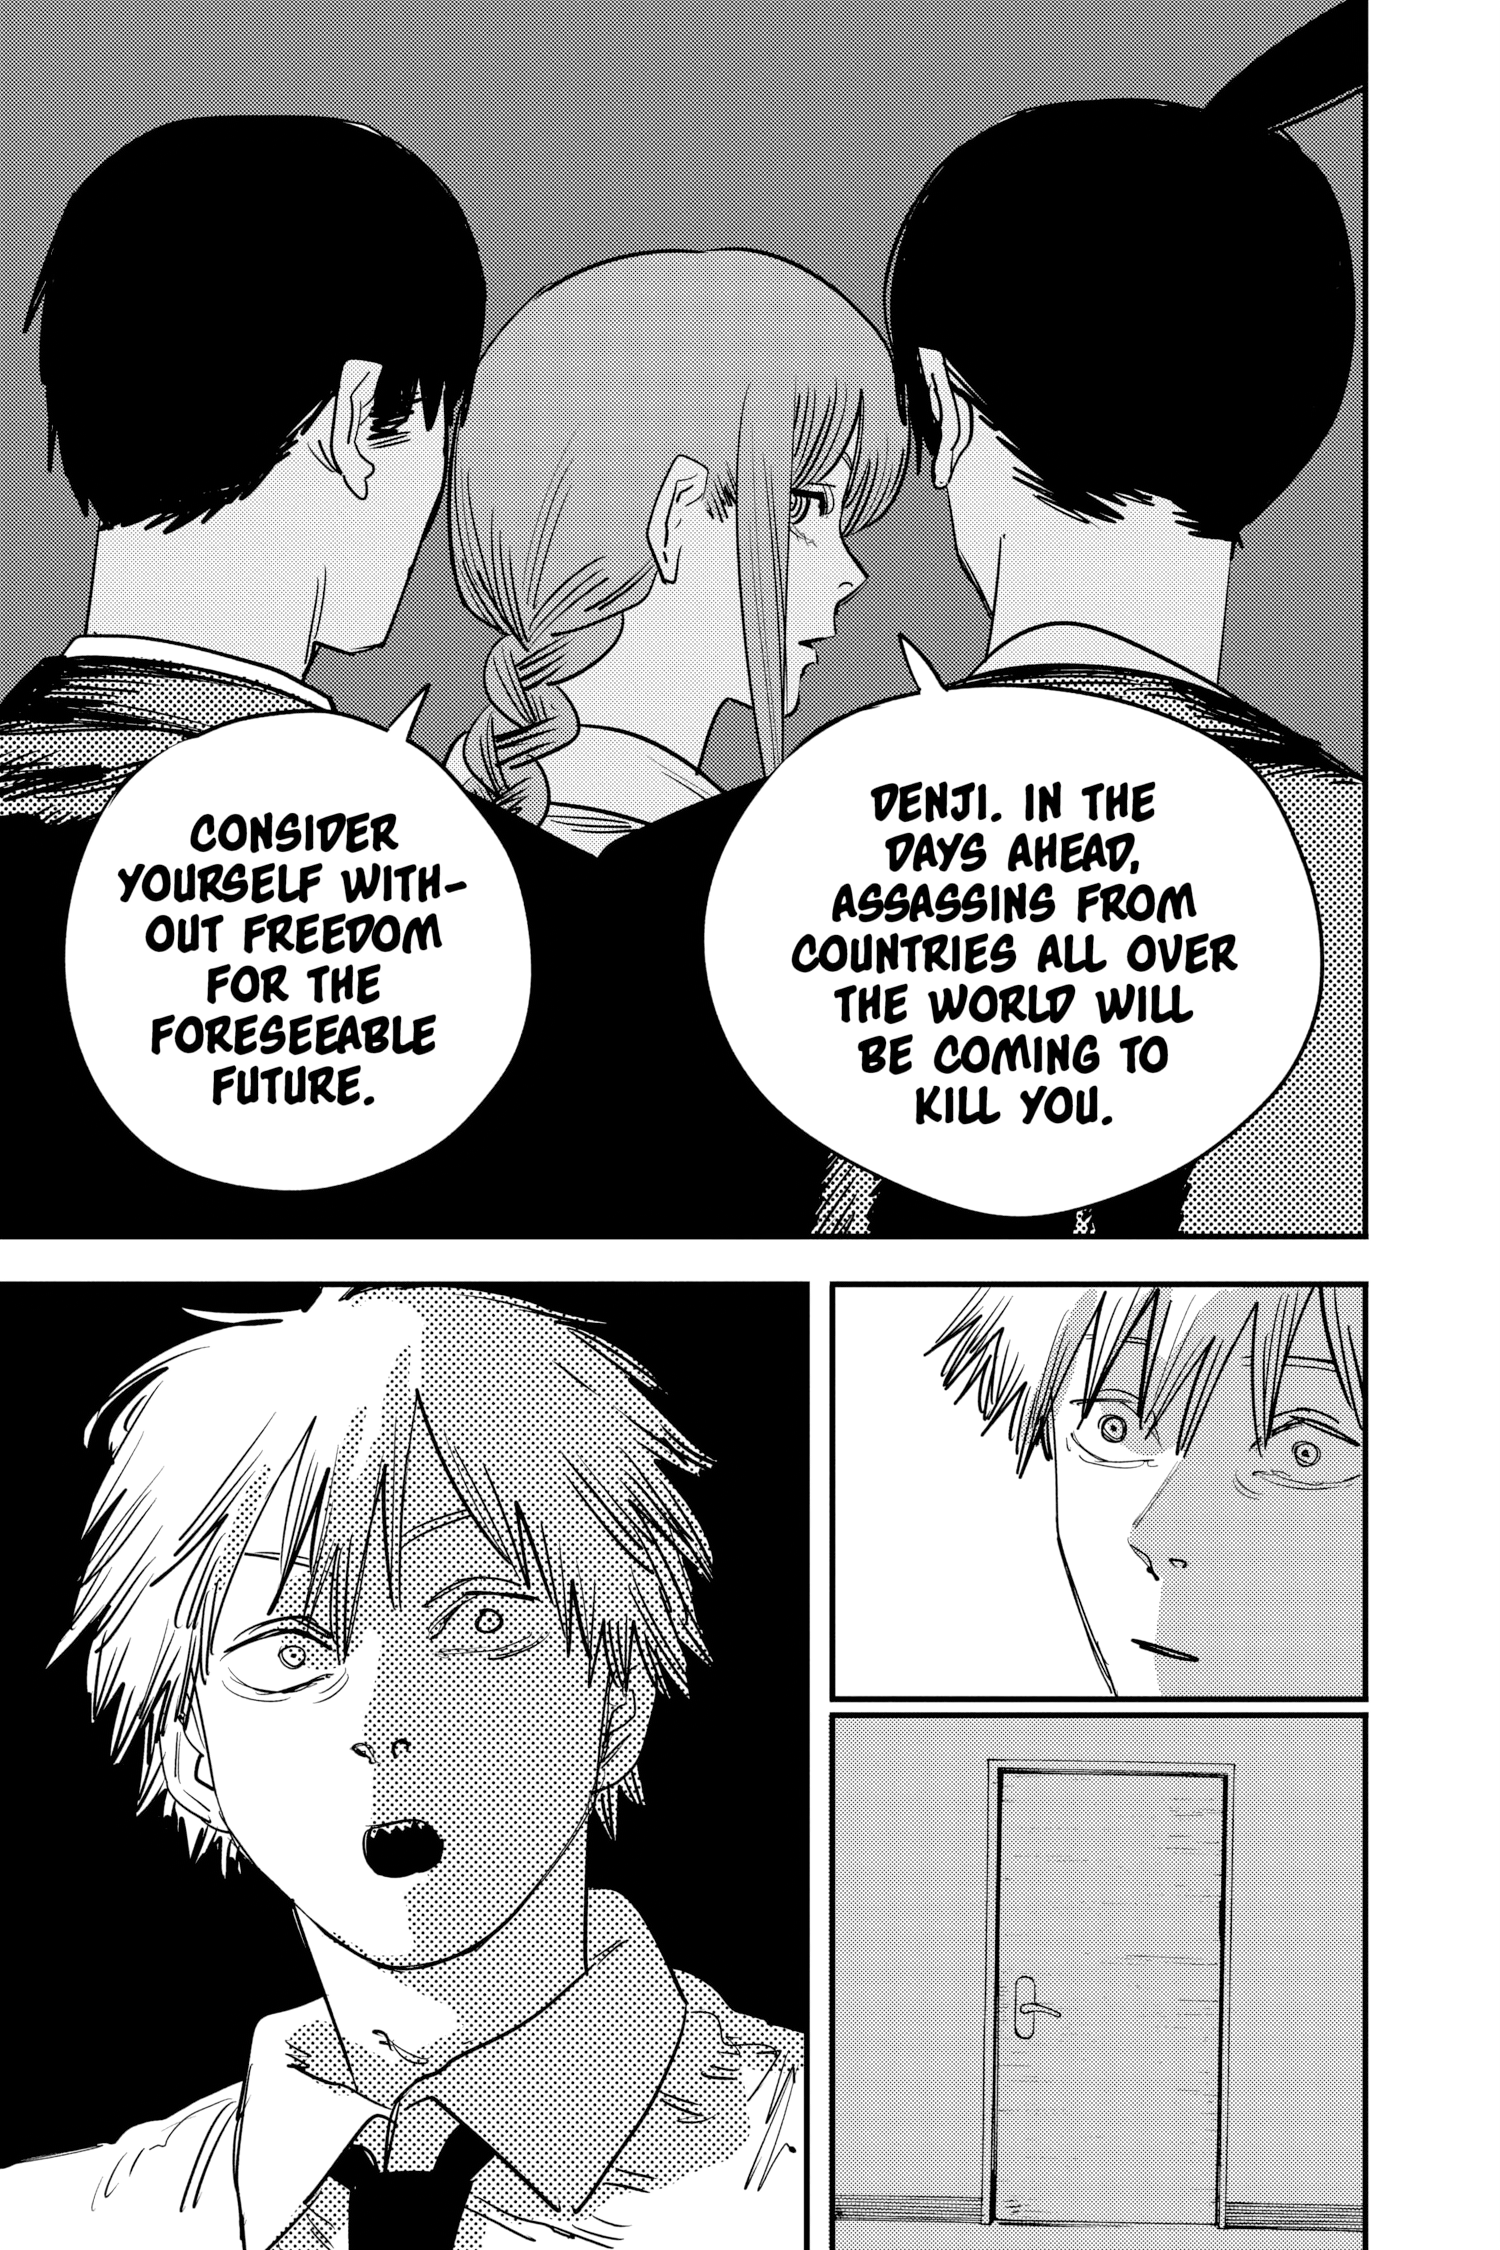 DENJI. IN THE
DAYS AHEAD,
ASSASSINS FROM
COUNTRIES ALL OVER
THE WORLD WILL
BE COMING TO
KILL YOU.
CONSIDER
YOURSELF WITH-
OUT FREEDOM
FOR THE
FORESEEABLE
FUTURE.